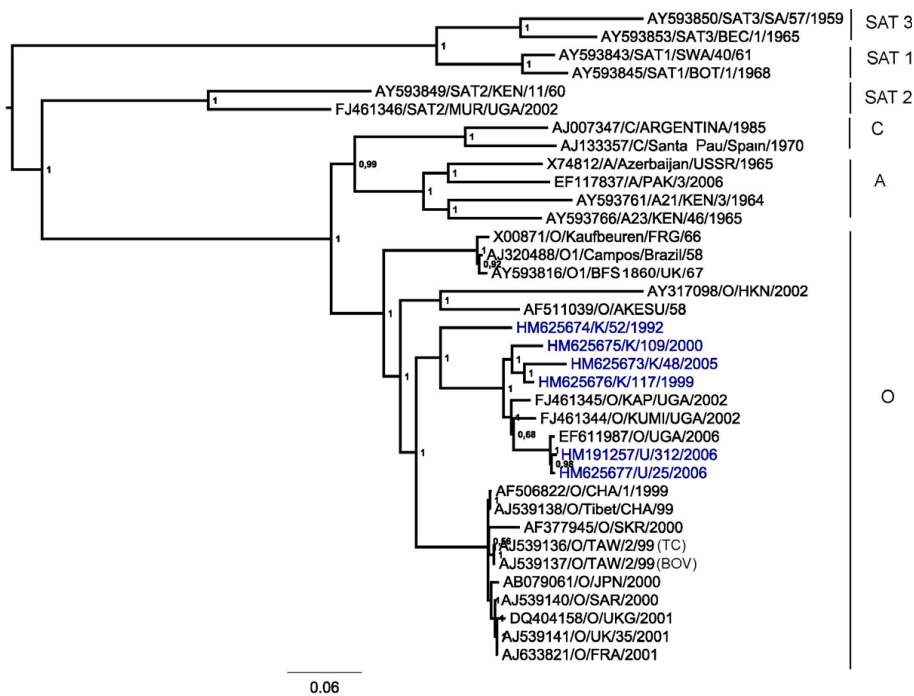 AY593850/SAT3/SA/57/1959
SAT 3
AY593853/SAT3/BEC/1/1965
1
1
AY593843/SAT1/SWA/40/61
SAT 1
1
AY593845/SAT1/BOT/1/1968
AY593849/SAT2/KEN/11/60
SAT 2
1
FJ461346/SAT2/MUR/UGA/2002
AJ007347/C/ARGENTINA/1985
C
1
AJ133357/C/Santa Pau/Spain/1970
0,99
X74812/A/Azerbaijan/USSR/1965
1
1
EF117837/A/PAK/3/2006
A
1
AY593761/A21/KEN/3/1964
1
AY593766/A23/KEN/46/1965
1
X00871/O/Kaufbeuren/FRG/66
1
AJ320488/O1/Campos/Brazil/58
0,92
AY593816/O1/BFS1860/UK/67
AY317098/O/HKN/2002
1
AF511039/O/AKESU/58
1
HM625674/K/52/1992
HM625675/K/109/2000
1
1
HM625673/K/48/2005
1
1
HM625676/K/117/1999
1
O
FJ461345/O/KAP/UGA/2002
FJ461344/O/KUMI/UGA/2002
0,68
EF611987/O/UGA/2006
1
1
HM191257/U/312/2006
0,98
HM625677/U/25/2006
AF506822/O/CHA/1/1999
1
AJ539138/O/Tibet/CHA/99
AF377945/O/SKR/2000
AJ539136/O/TAW/2/99(TC)
1
AJ539137/O/TAW/2/99(BOV)
AB079061/O/JPN/2000
AJ539140/O/SAR/2000
DQ404158/O/UKG/2001
AJ539141/O/UK/35/2001
AJ633821/O/FRA/2001
0.06